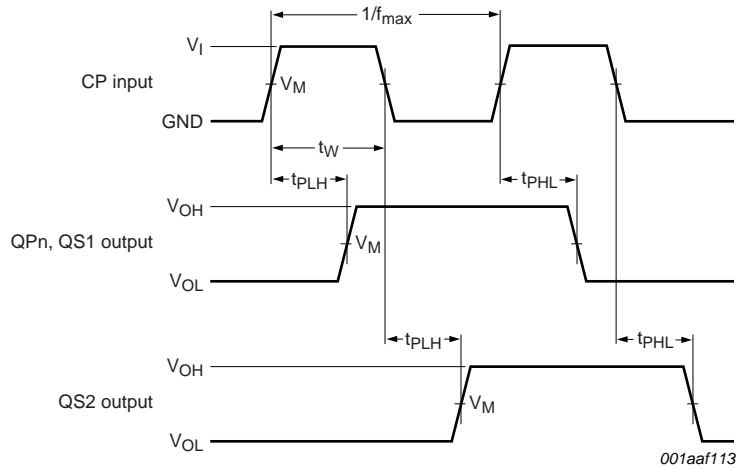 1/fmax
VI
CP input
VM
GND
tW
tPLH
tPHL
VOH
QPn, QS1 output
VM
VOL
tPLH
tPHL
VOH
QS2 output
VM
VOL
001aaf113